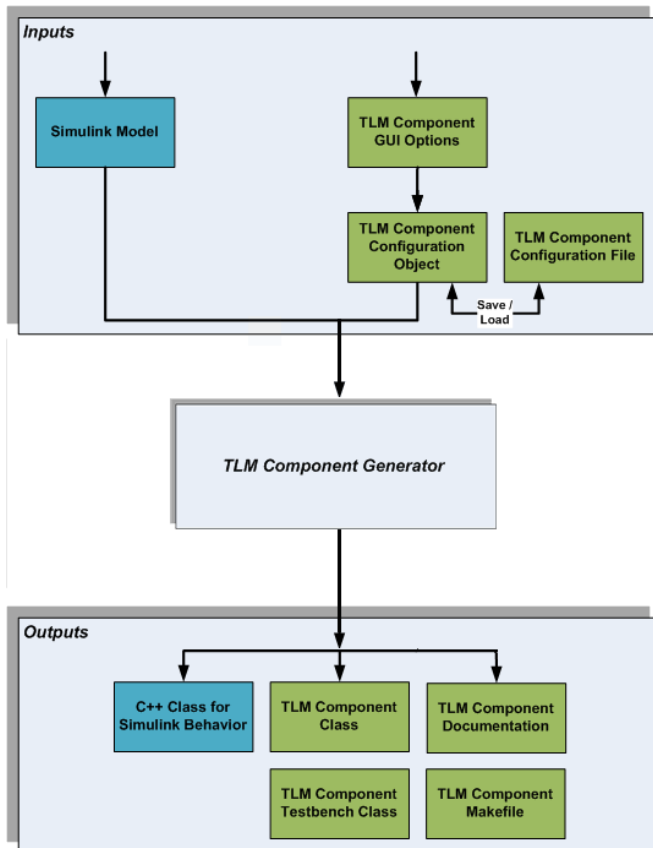 Inputs
Simulink Model
TLM Component
GUI Options
TLM Component
Configuration
Object
TLM Component
Configuration File
Save /
Load
TLM Component Generator
Outputs
C++ Class for
Simulink Behavior
TLM Component
Class
TLM Component
Documentation
TLM Component
Testbench Class
TLM Component
Makefile